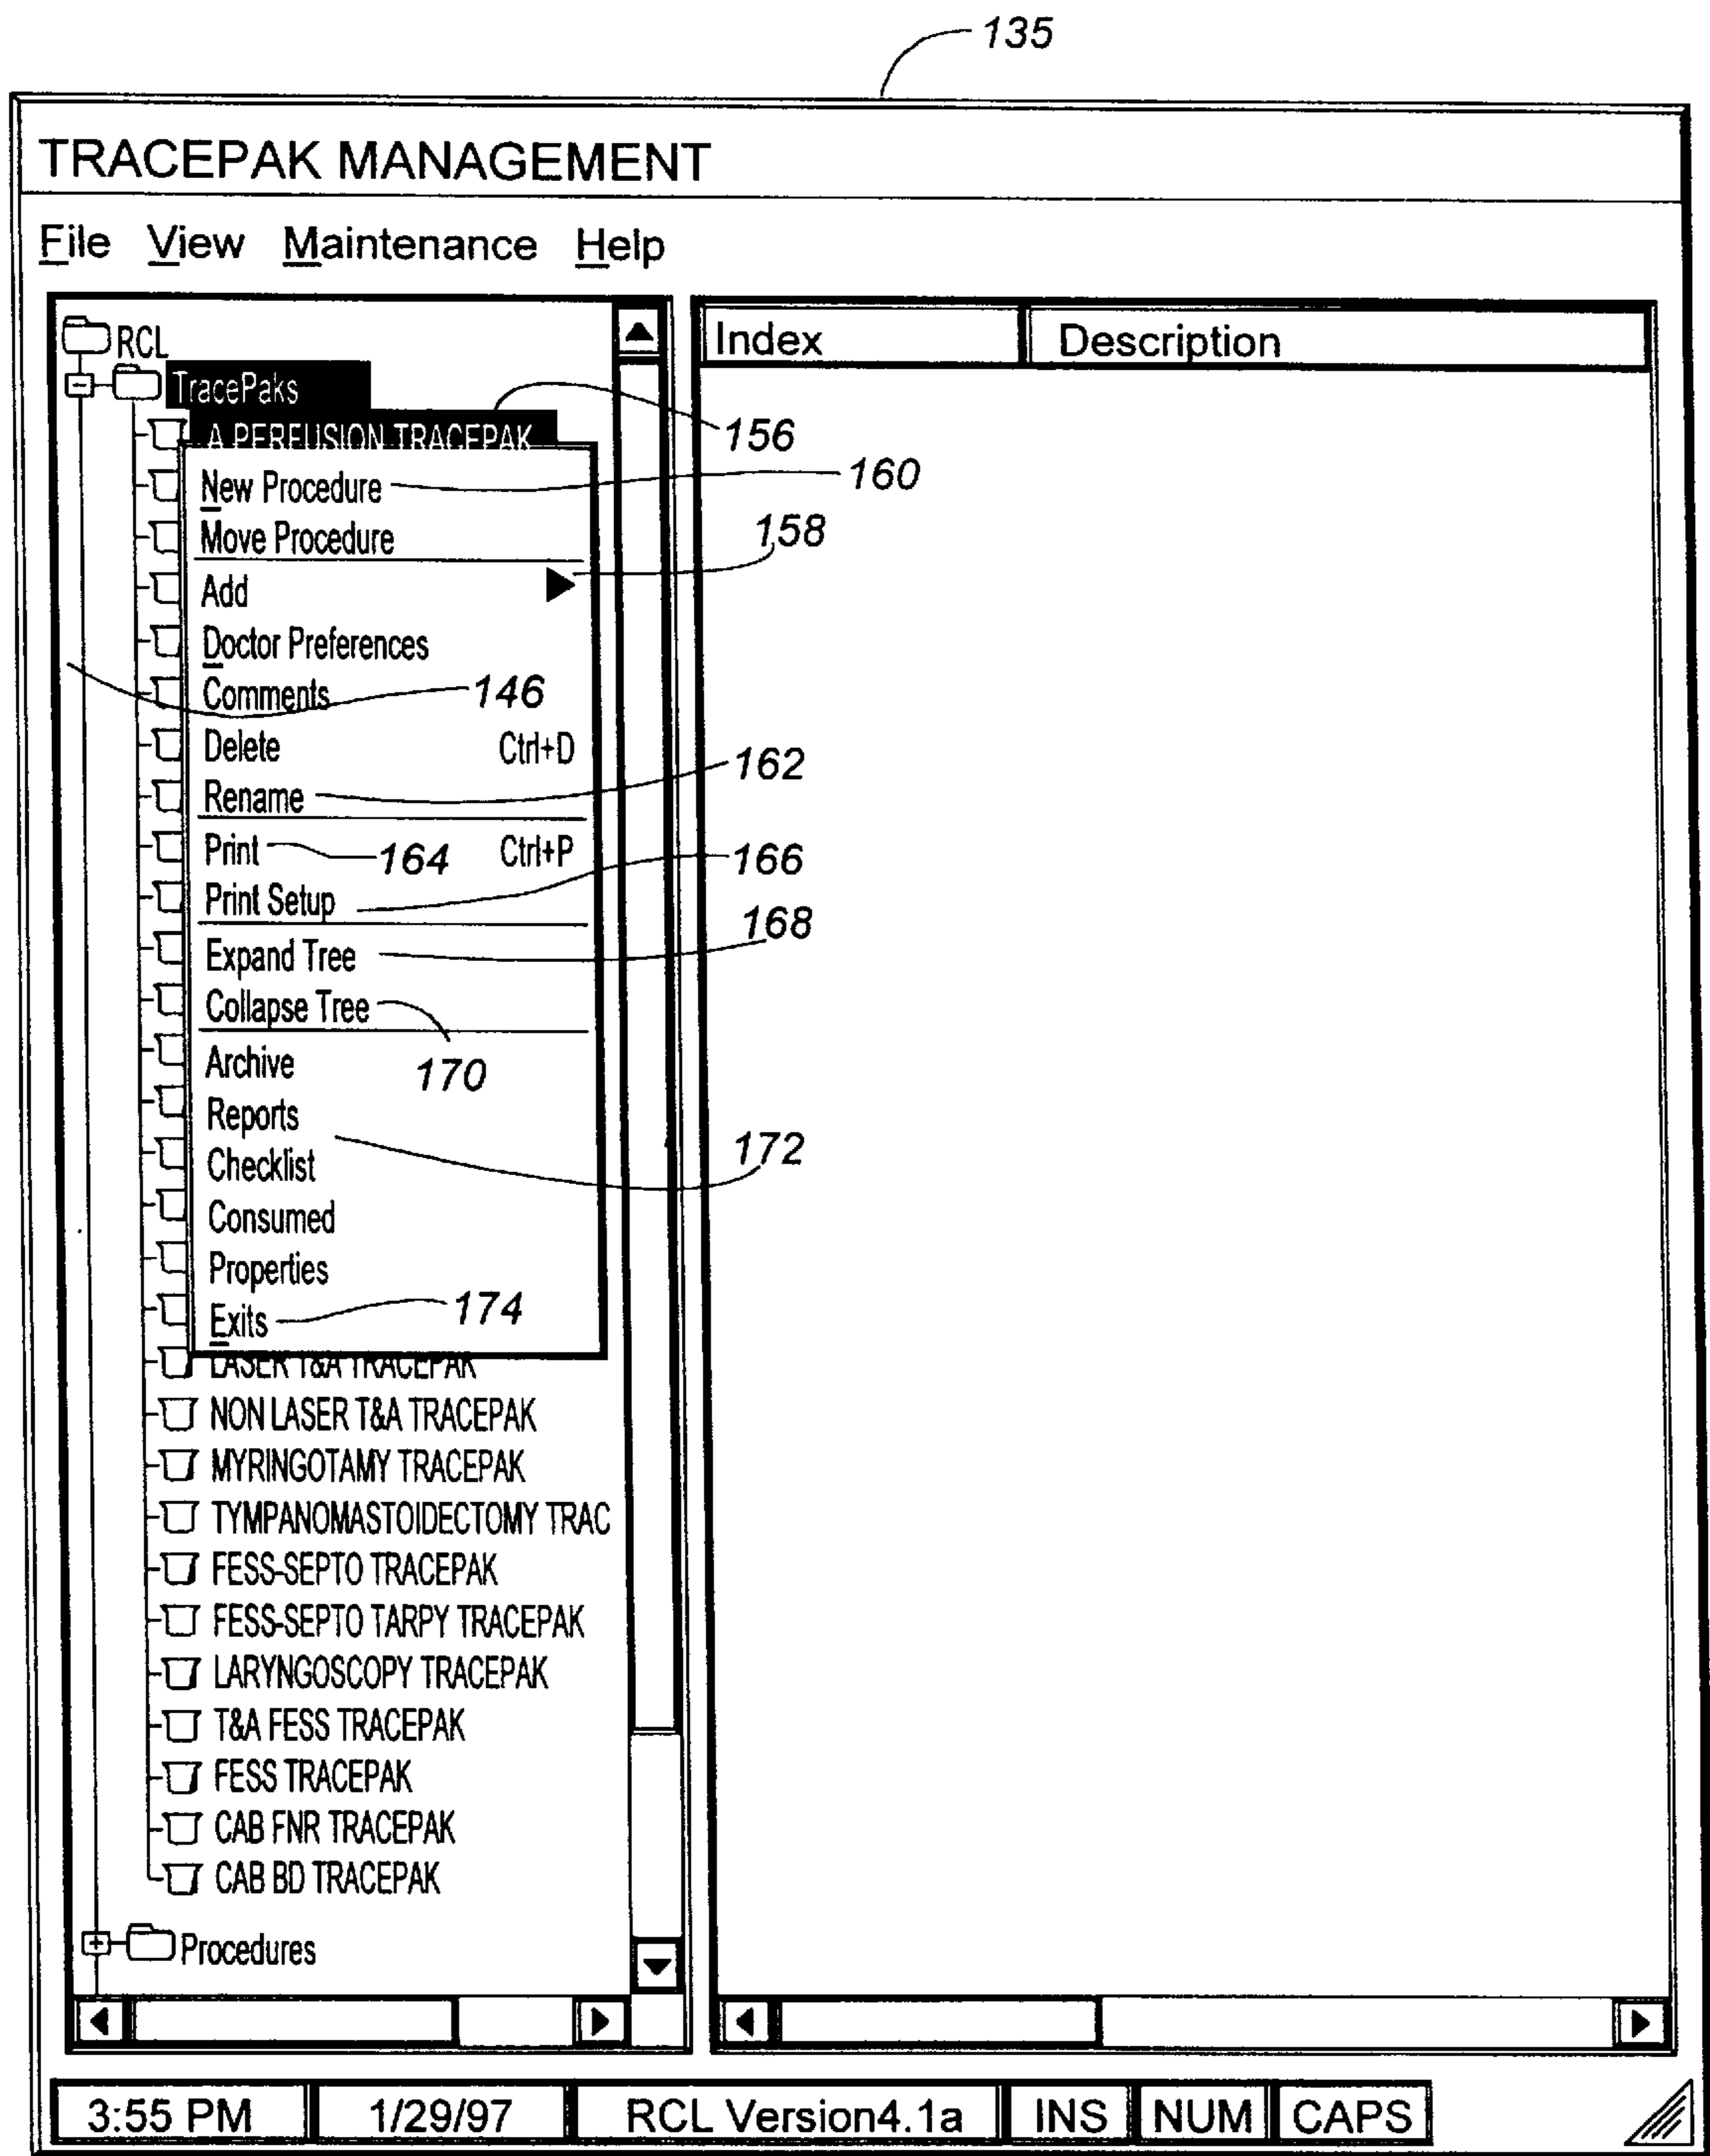 135
TRACEPAK MANAGEMENT
File View Maintenance Help
RCL
Index Description
TracePaks
A PERFUSION TRACEPAK
156
New Procedure
160
Move Procedure
158
Add
Doctor Preferences
Comments
146
Delete Ctrl+D
162
Rename
Print
164
Ctrl+P
166
Print Setup
168
Expand Tree
Collapse Tree
170
Archive
Reports
172
Checklist
Consumed
Properties
Exits
174
LASER T&A TRACEPAK
NON LASER T&A TRACEPAK
MYRINGOTAMY TRACEPAK
TYMPANOMASTOIDECTOMY TRAC
FESS-SEPTO TRACEPAK
FESS-SEPTO TARPY TRACEPAK
LARYNGOSCOPY TRACEPAK
T&A FESS TRACEPAK
FESS TRACEPAK
CAB FNR TRACEPAK
CAB BD TRACEPAK
Procedures
3:55 PM 1/29/97 RCL Version4.1a INS NUM CAPS